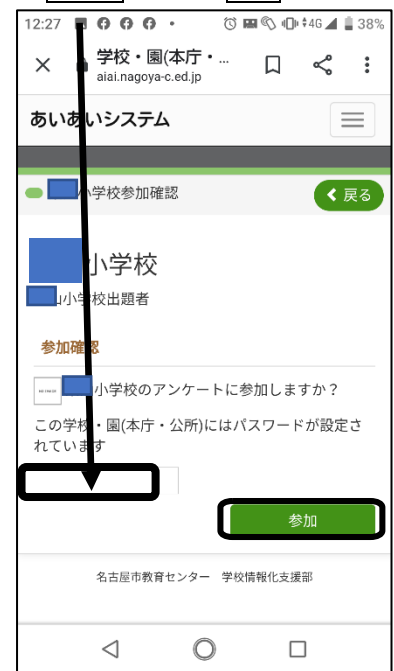 12:27
4G 38%
学校・園(本庁・...
aiai.nagoya-c.ed.jp
あいあいシステム
小学校参加確認
戻る
小学校
小学校出題者
参加確認
小学校のアンケートに参加しますか？
この学校・園(本庁・公所)にはパスワードが設定さ
れています
参加
名古屋市教育センター 学校情報化支援部